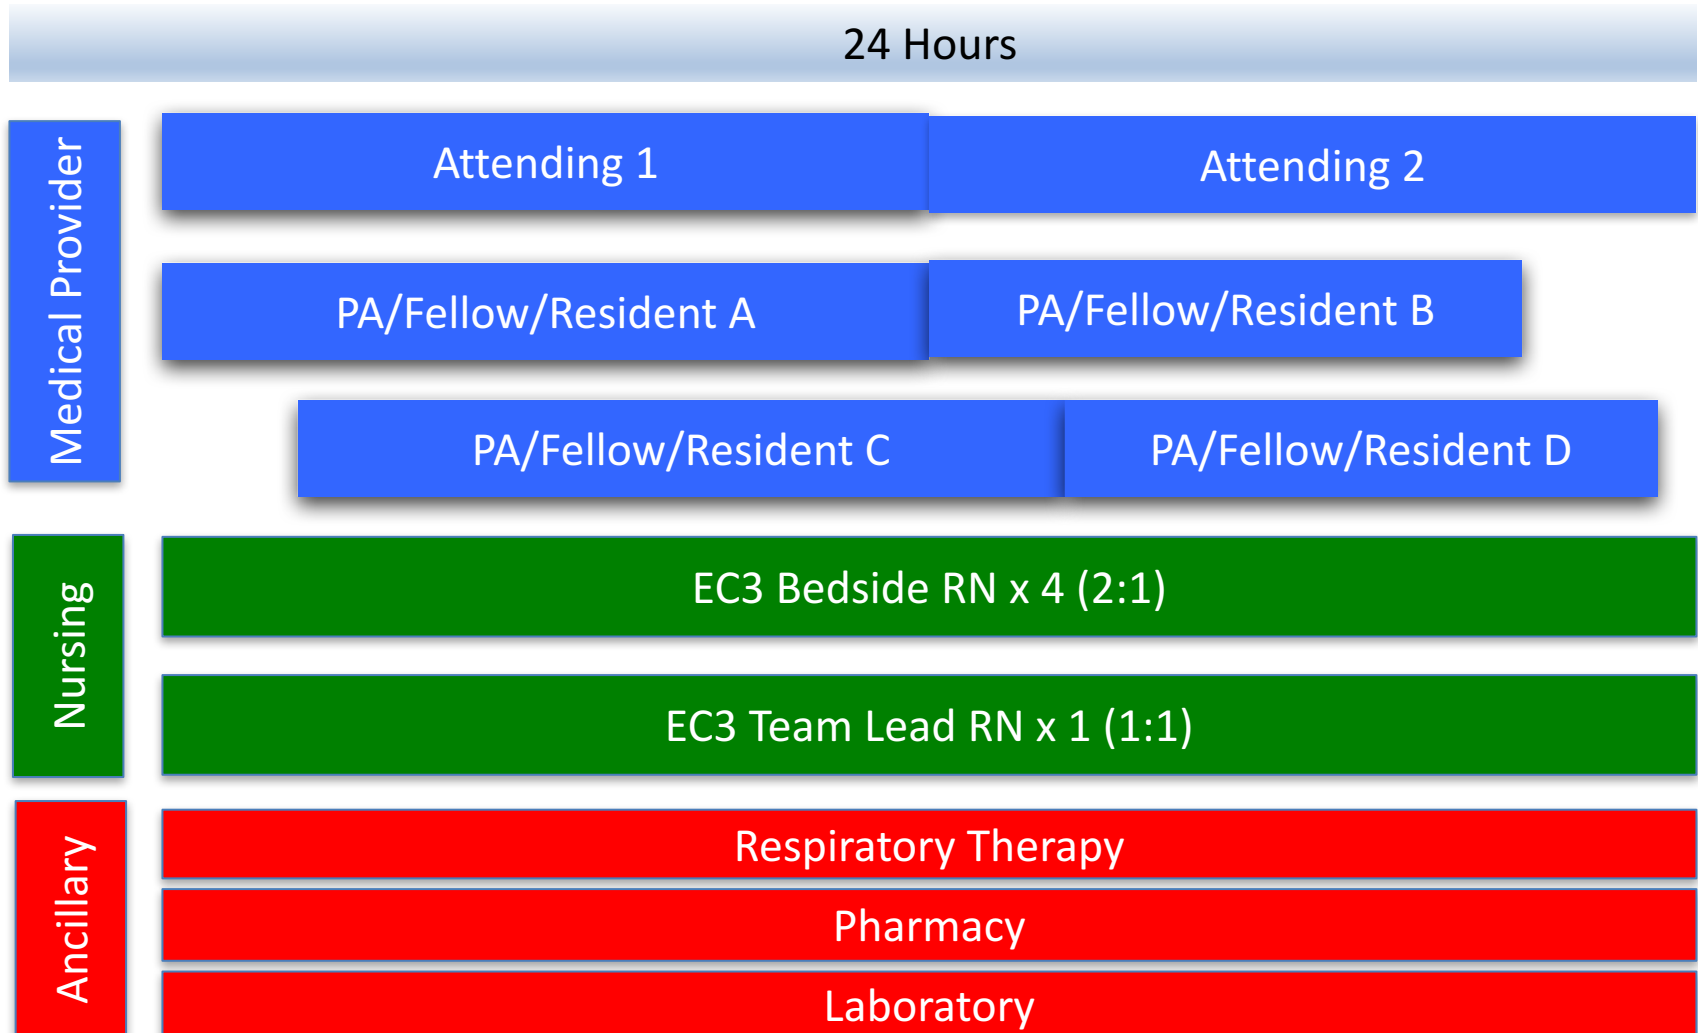 24 Hours
Medical Provider
Attending 1
Attending 2
PA/Fellow/Resident A
PA/Fellow/Resident B
PA/Fellow/Resident C
PA/Fellow/Resident D
Nursing
EC3 Bedside RN x 4 (2:1)
EC3 Team Lead RN x 1 (1:1)
Ancillary
Respiratory Therapy
Pharmacy
Laboratory